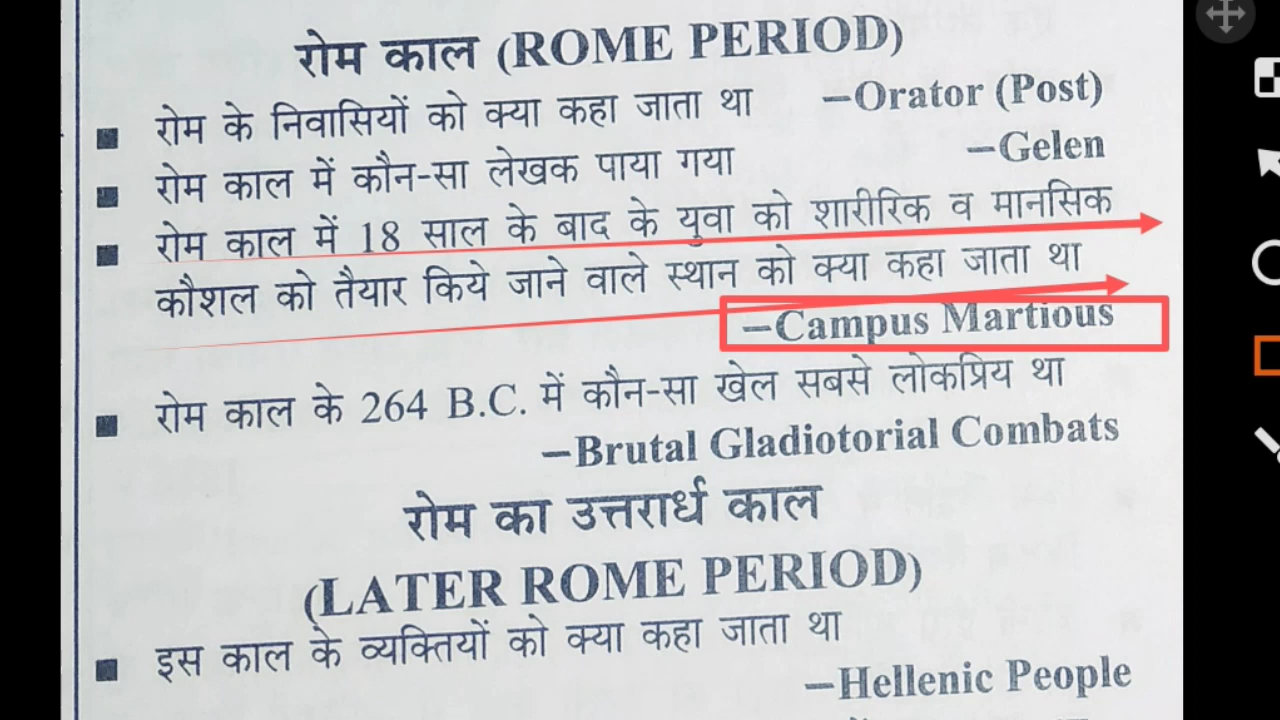 रोम काल (ROME PERIOD)
■ रोम के निवासियों को क्या कहा जाता था –Orator (Post)
■ रोम काल में कौन-सा लेखक पाया गया –Gelen
■ रोम काल में 18 साल के बाद के युवा को शारीरिक व मानसिक
कौशल को तैयार किये जाने वाले स्थान को क्या कहा जाता था
–Campus Martious
■ रोम काल के 264 B.C. में कौन-सा खेल सबसे लोकप्रिय था
–Brutal Gladiotorial Combats
रोम का उत्तरार्ध काल
(LATER ROME PERIOD)
■ इस काल के व्यक्तियों को क्या कहा जाता था
–Hellenic People